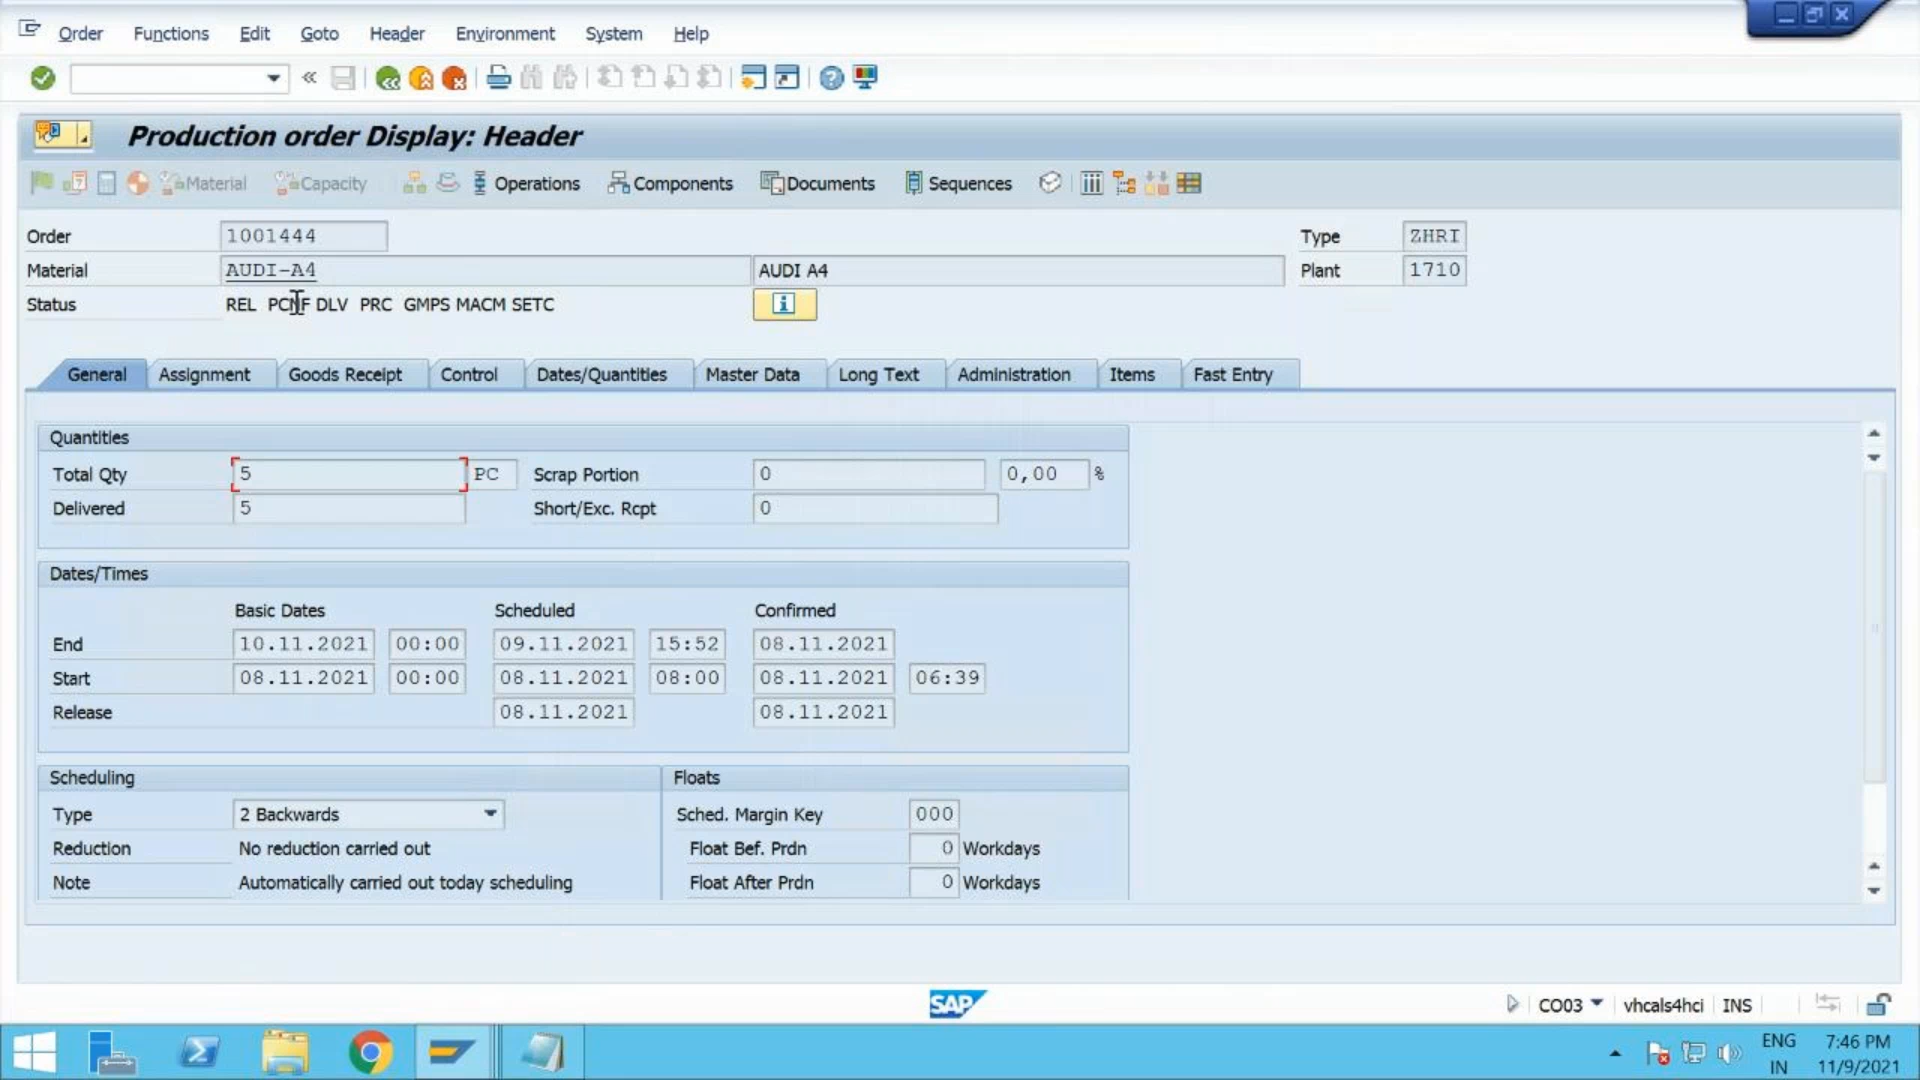 Order Functions Edit Goto Header Environment System Help
Production order Display: Header
Material Capacity Operations Components Documents Sequences
Order 1001444 Type ZHRI
Material AUDI-A4 AUDI A4 Plant 1710
Status REL PCNF DLV PRC GMPS MACM SETC
General Assignment Goods Receipt Control Dates/Quantities Master Data Long Text Administration Items Fast Entry
Quantities
Total Qty 5 PC Scrap Portion 0 0,00 %
Delivered 5 Short/Exc. Rcpt 0
Dates/Times
Basic Dates Scheduled Confirmed
End 10.11.2021 00:00 09.11.2021 15:52 08.11.2021
Start 08.11.2021 00:00 08.11.2021 08:00 08.11.2021 06:39
Release 08.11.2021 08.11.2021
Scheduling Floats
Type 2 Backwards Sched. Margin Key 000
Reduction No reduction carried out Float Bef. Prdn 0 Workdays
Note Automatically carried out today scheduling Float After Prdn 0 Workdays
SAP CO03 vhcals4hci INS
ENG 7:46 PM
IN 11/9/2021